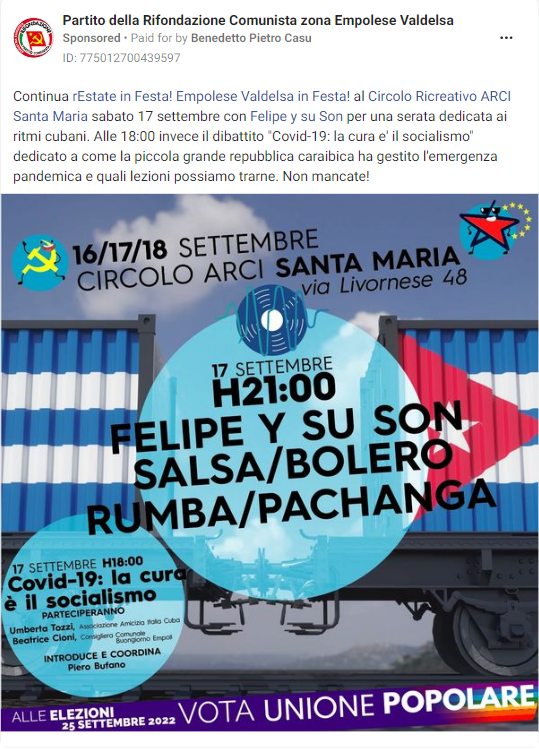 Partito della Rifondazione Comunista zona Empolese Valdelsa
Sponsored • Paid for by Benedetto Pietro Casu
ID: 775012700439597
Continua rEstate in Festa! Empolese Valdelsa in Festa! al Circolo Ricreativo ARCI
Santa Maria sabato 17 settembre con Felipe y su Son per una serata dedicata ai
ritmi cubani. Alle 18:00 invece il dibattito "Covid-19: la cura e' il socialismo"
dedicato a come la piccola grande repubblica caraibica ha gestito l'emergenza
pandemica e quali lezioni possiamo trarne. Non mancate!
16/17/18 SETTEMBRE
CIRCOLO ARCI SANTA MARIA
via Livornese 48
17 SETTEMBRE
H21:00
FELIPE Y SU SON
SALSA/BOLERO
RUMBA/PACHANGA
17 SETTEMBRE H18:00
Covid-19: la cura
è il socialismo
PARTECIPERANNO
Umberta Tozzi, Associazione Amicizia Italia Cuba
Beatrice Cioni, Consigliera Comunale
Buongiorno Empoli
INTRODUCE E COORDINA
Piero Bufano
ALLE ELEZIONI
25 SETTEMBRE 2022
VOTA UNIONE POPOLARE